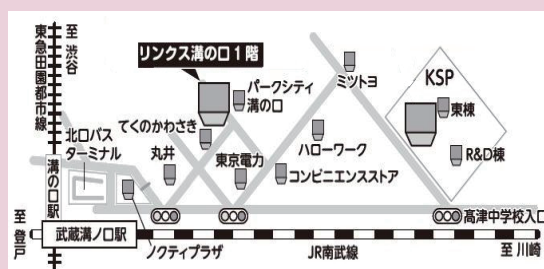 至 渋谷
東急田園都市線
リンクス溝の口1階
ミツトヨ
KSP
パークシティ
溝の口
東棟
てくのかわさき
北口バス
ターミナル
丸井
東京電力
ハローワーク
R&D棟
コンビニエンスストア
溝の口駅
高津中学校入口
至 登戸
武蔵溝ノ口駅
ノクティプラザ
JR南武線
至 川崎